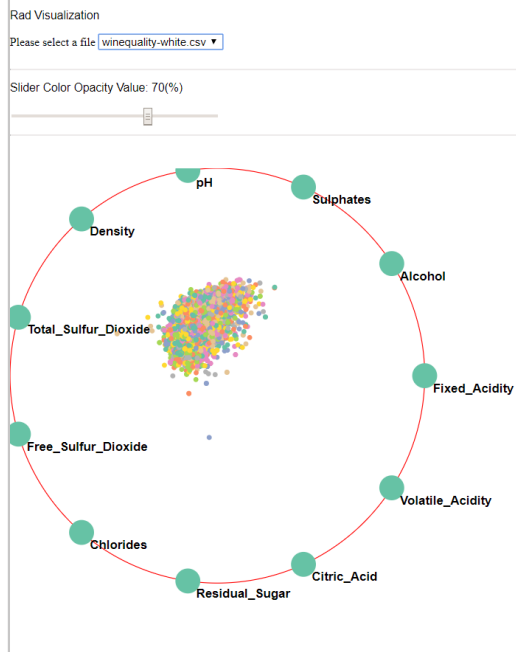 Rad Visualization
Please select a file winequality-white.csv
Slider Color Opacity Value: 70(%)
pH
Sulphates
Density
Alcohol
Total_Sulfur_Dioxide
Fixed_Acidity
Free_Sulfur_Dioxide
Volatile_Acidity
Chlorides
Citric_Acid
Residual_Sugar